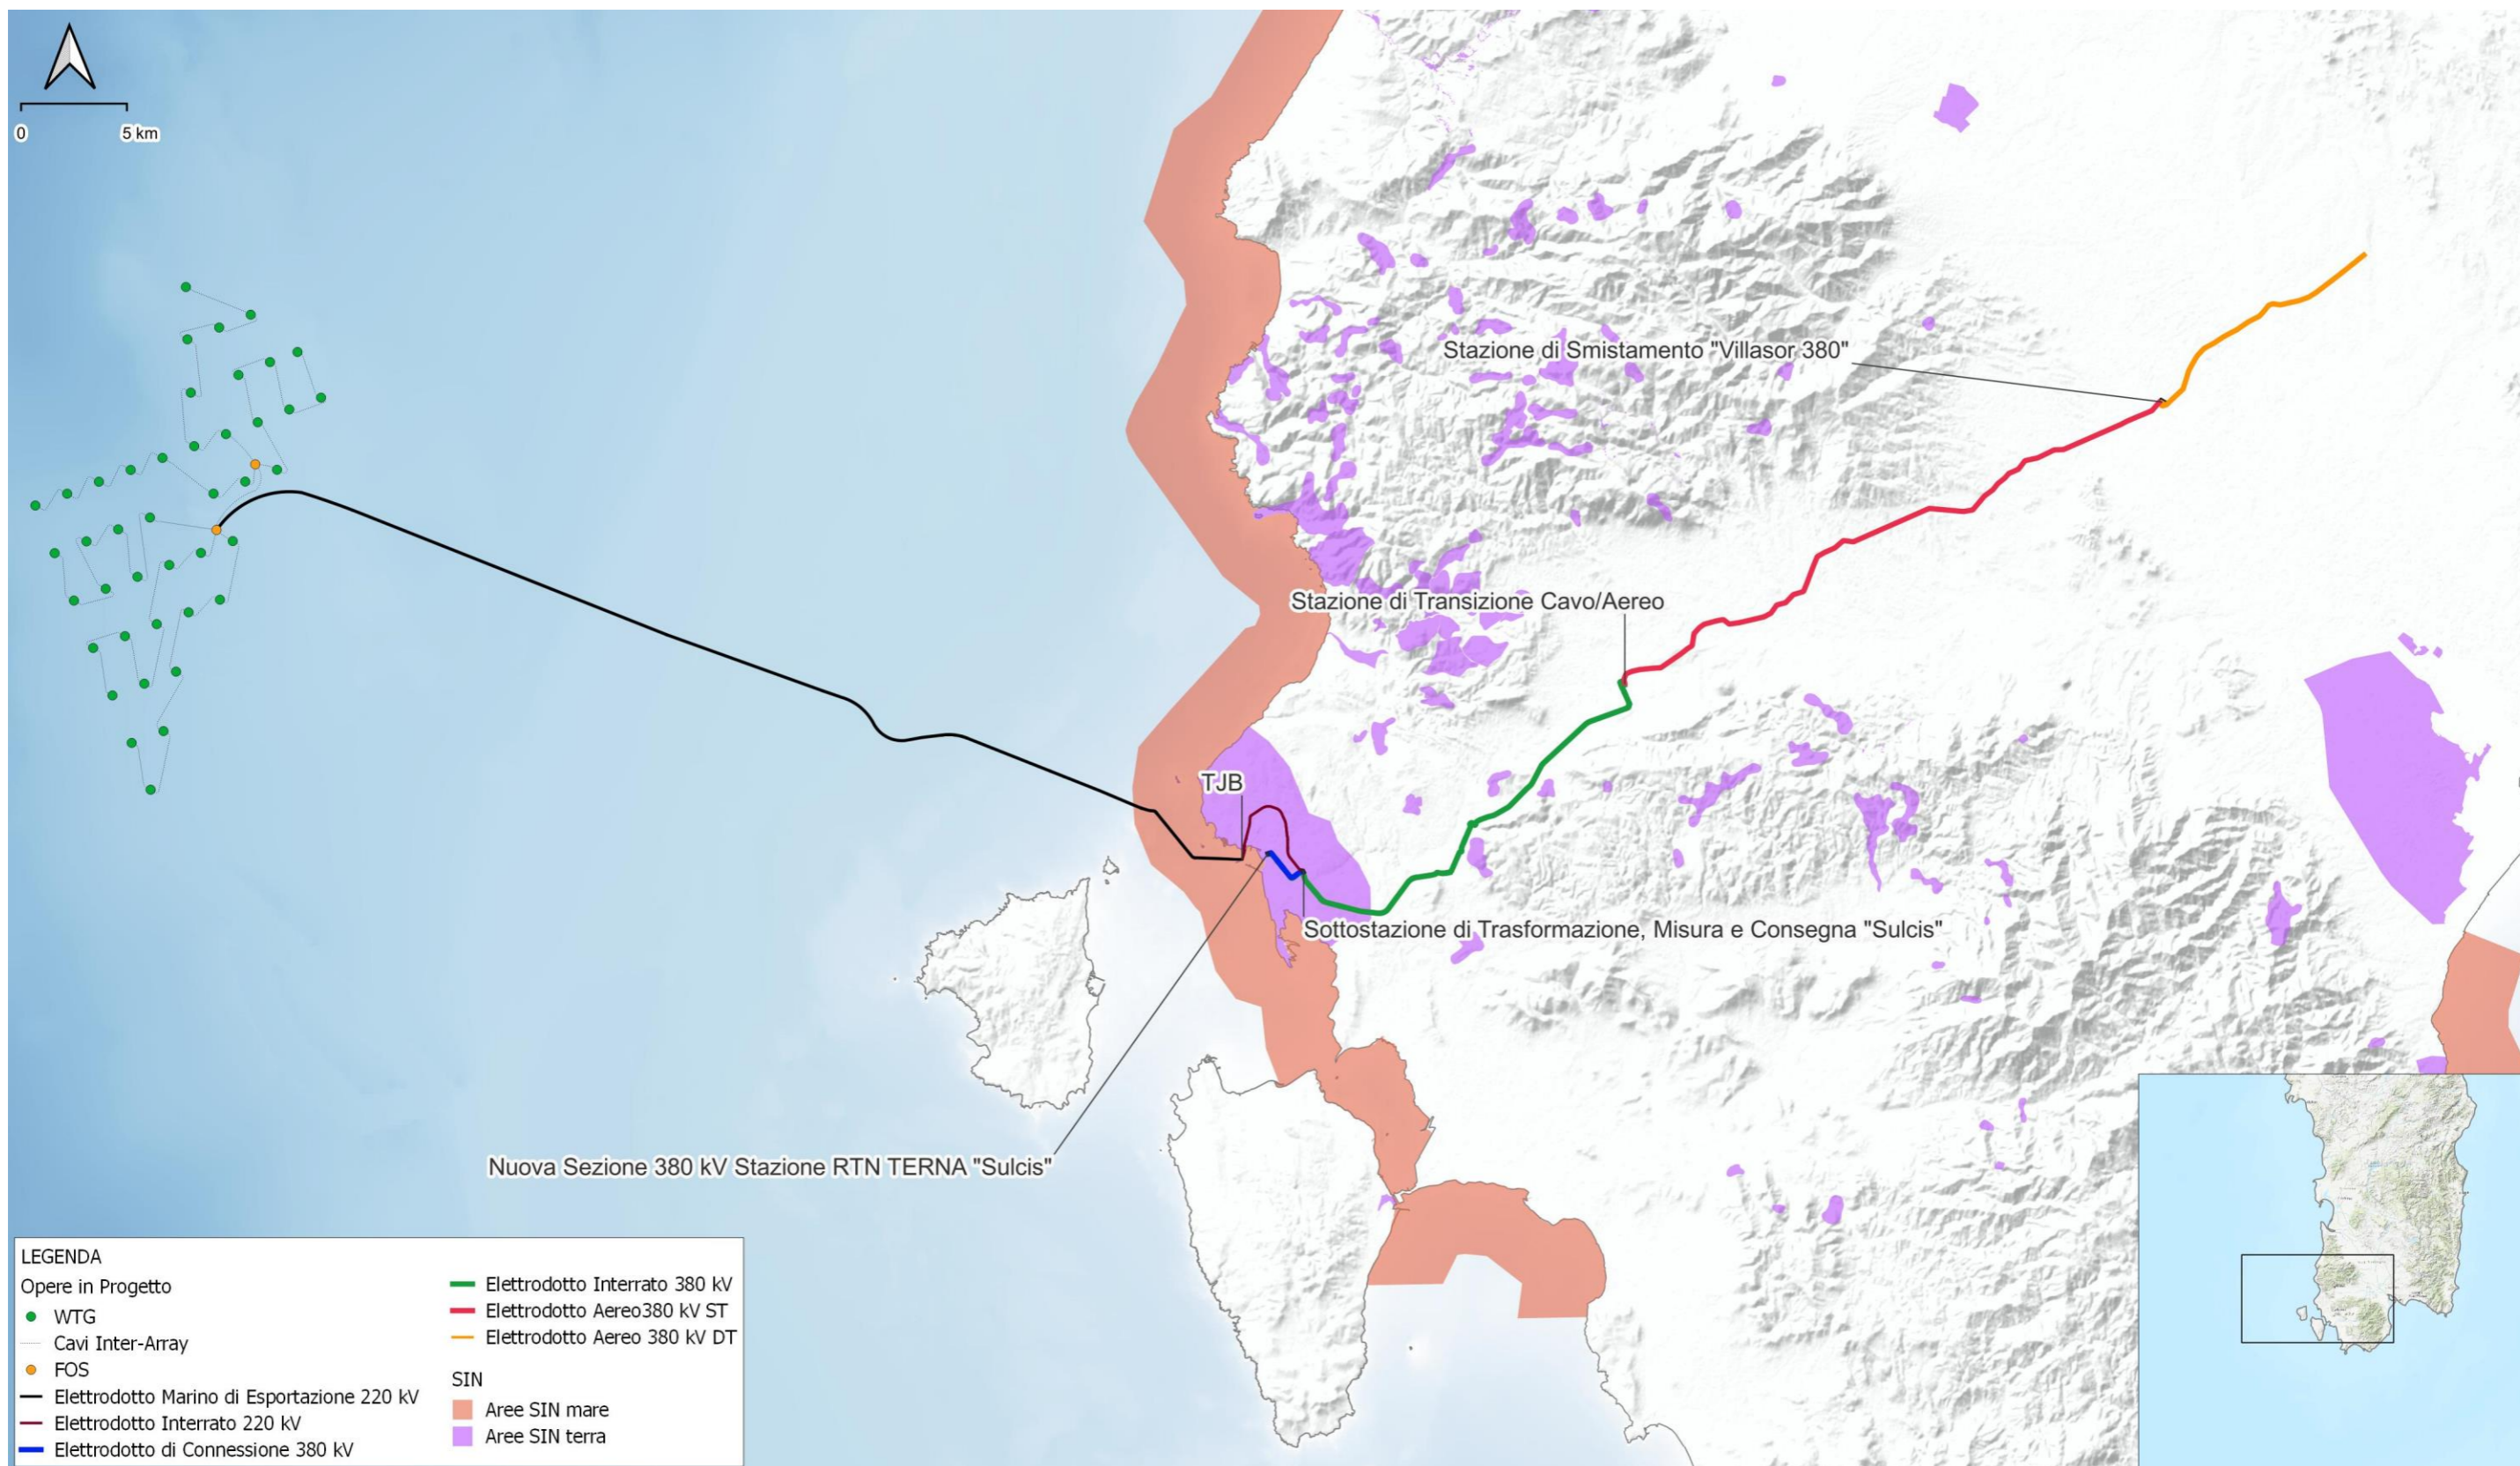 0
5 km
Stazione di Smistamento "Villasor 380"
Stazione di Transizione Cavo/Aereo
TJB
Sottostazione di Trasformazione, Misura e Consegna "Sulcis"
Nuova Sezione 380 kV Stazione RTN TERNA "Sulcis"
LEGENDA
Opere in Progetto
WTG
Cavi Inter-Array
FOS
Elettrodotto Marino di Esportazione 220 kV
Elettrodotto Interrato 220 kV
Elettrodotto di Connessione 380 kV
Elettrodotto Interrato 380 kV
Elettrodotto Aereo380 kV ST
Elettrodotto Aereo 380 kV DT
SIN
Aree SIN mare
Aree SIN terra